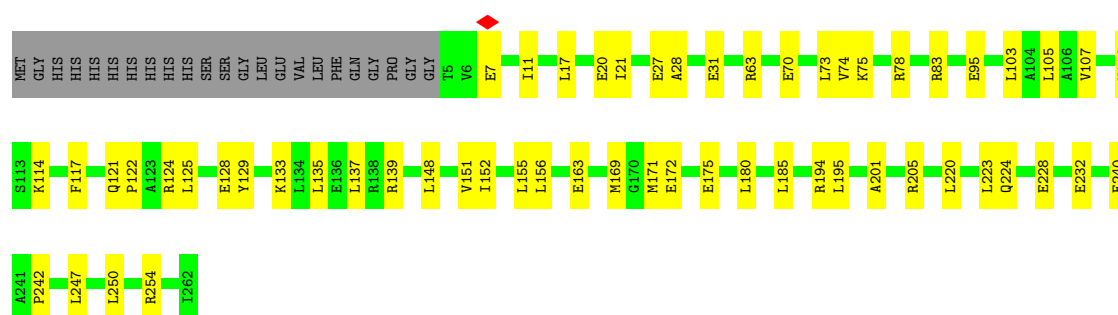 MET GLY HIS HIS HIS HIS HIS HIS HIS HIS SER SER GLY LEU GLU VAL LEU PHE GLN GLY PRO GLY GLY T5 V6 E7 I11 L17 E20 I21 E27 A28 E31 R63 E70 L73 V74 K75 R78 R83 E95 L103 A104 L105 A106 V107
S113 K114 F117 Q121 P122 A123 R124 L125 E128 Y129 K133 L134 L135 E136 L137 R138 R139 L148 V151 I152 L155 L156 E163 M169 G170 M171 E172 E175 L180 L185 R194 L195 A201 R205 L220 L223 Q224 E228 E232
A241 P242 L247 L250 R254 I262